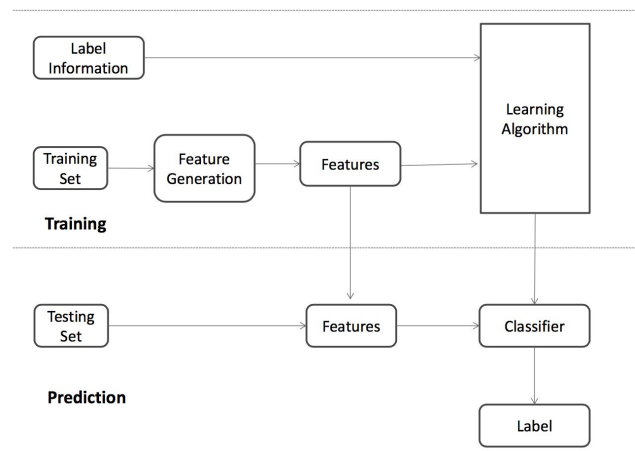 Label
Information
Learning
Algorithm
Training
Set
Feature
Generation
Features
Training
Testing
Set
Features
Classifier
Prediction
Label